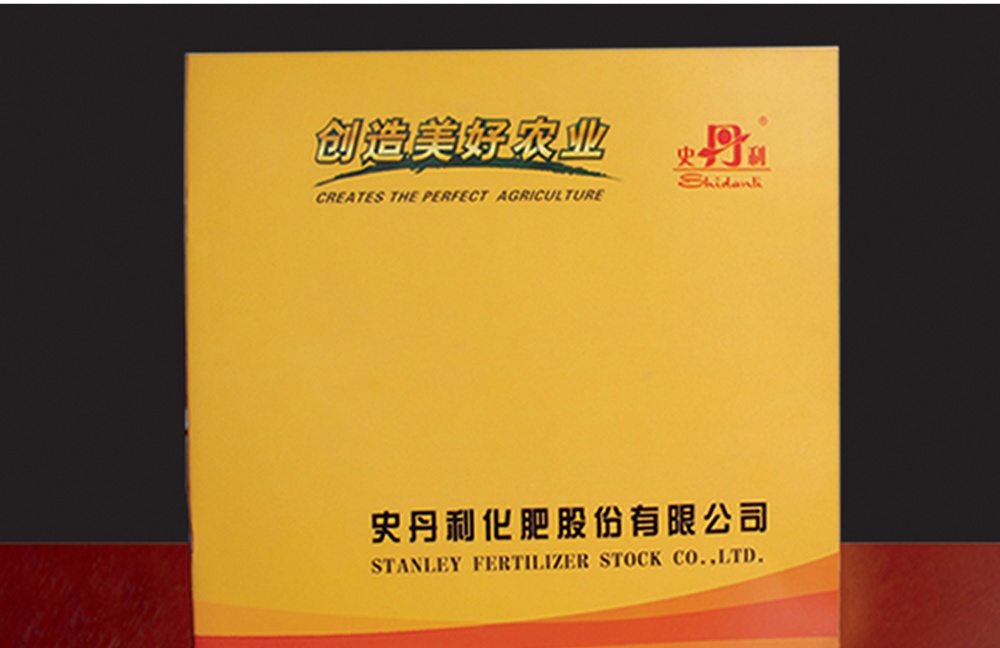 创造美好农业
CREATES THE PERFECT AGRICULTURE
史丹利®
Shidanli
史丹利化肥股份有限公司
STANLEY FERTILIZER STOCK CO.,LTD.